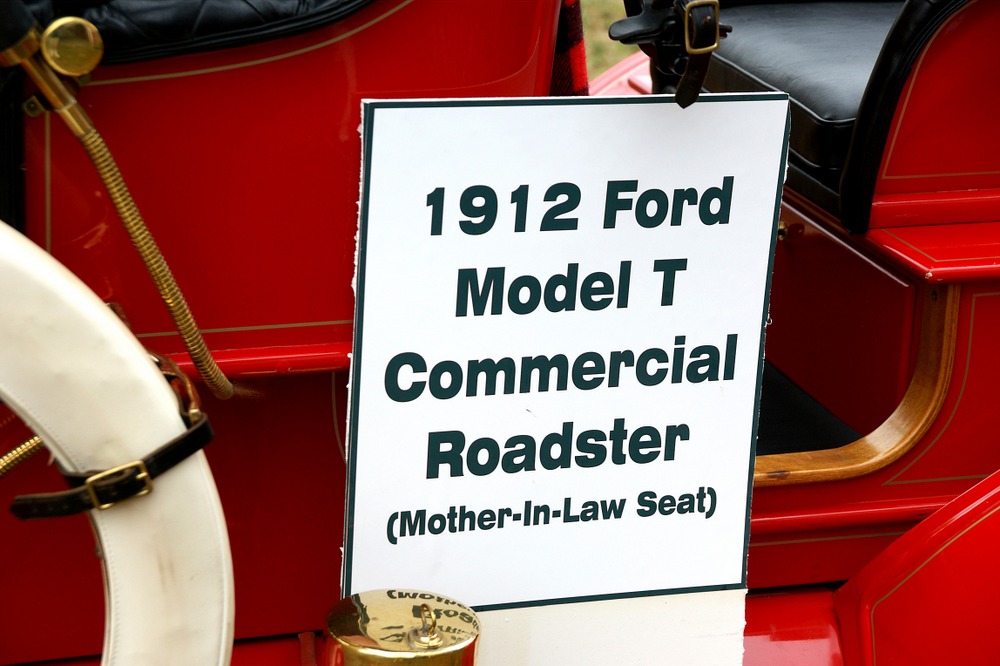 1912 Ford
Model T
Commercial
Roadster
(Mother-In-Law Seat)